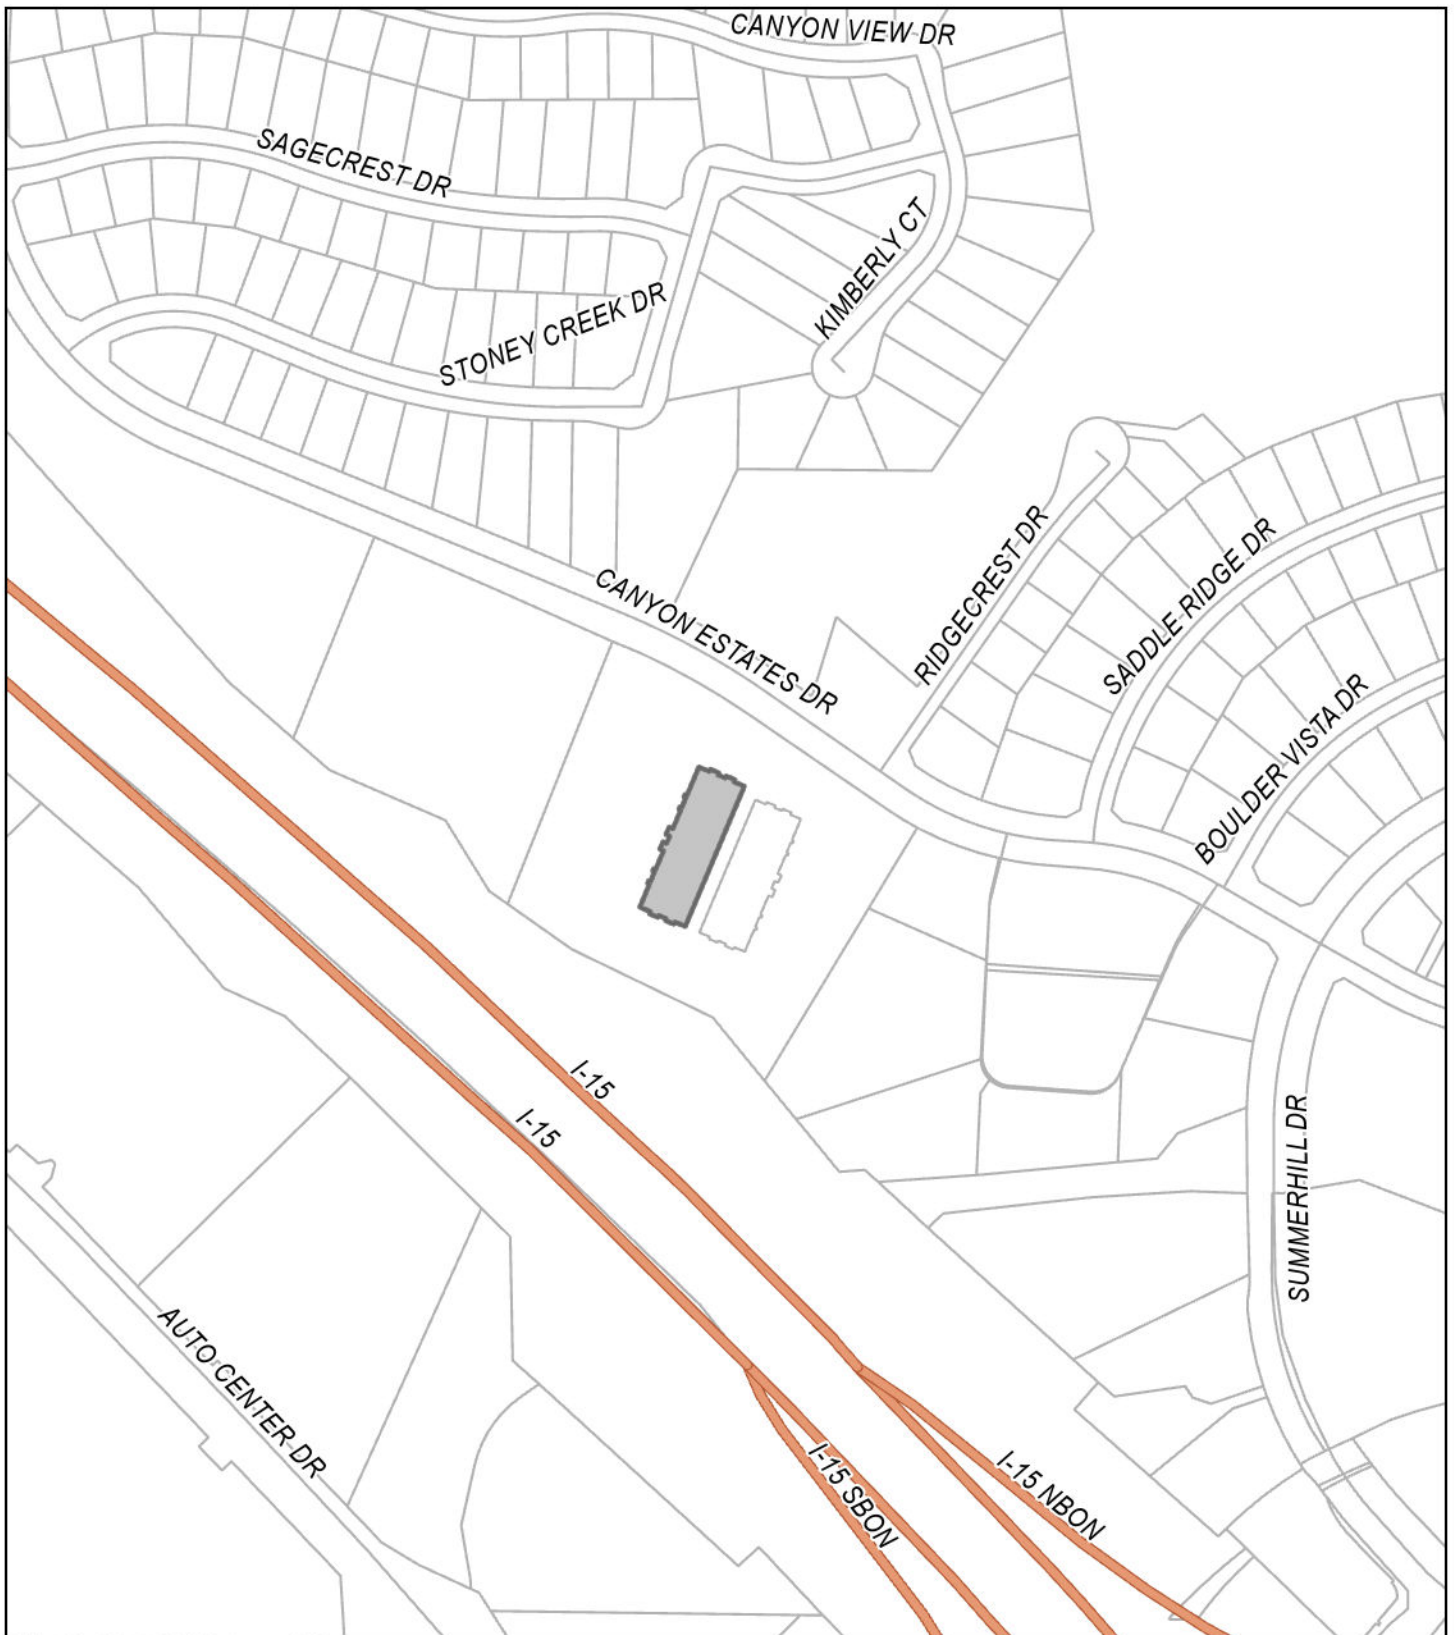 CANYON VIEW DR
SAGECREST DR
KIMBERLY CT
STONEY CREEK DR
RIDGECREST DR
SADDLE RIDGE DR
CANYON ESTATES DR
BOULDER VISTA DR
I-15
I-15
SUMMERHILL DR
AUTO CENTER DR
I-15 SBON
I-15 NBON